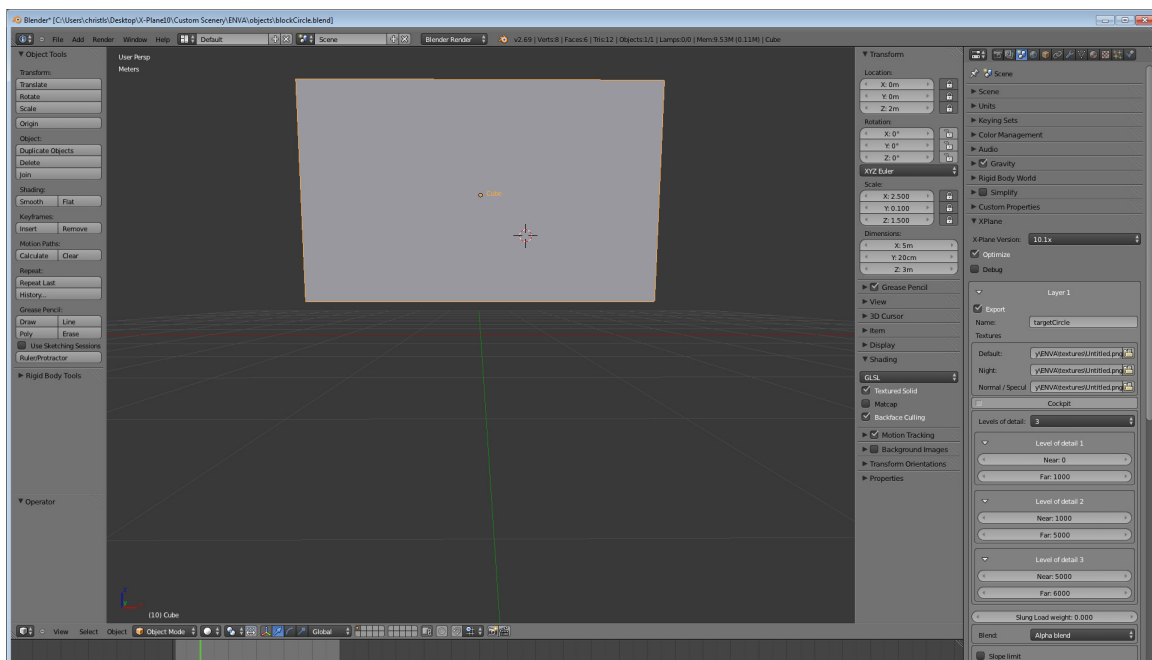 Blender* [C:\Users\christls\Desktop\X-Plane10\Custom Scenery\ENVA\objects\blockCircle.blend]
File Add Render Window Help Default Scene Blender Render v2.69 | Verts:8 | Faces:6 | Tris:12 | Objects:1/1 | Lamps:0/0 | Mem:9.53M (0.11M) | Cube
Object Tools
Transform:
Translate
Rotate
Scale
Origin
Object:
Duplicate Objects
Delete
Join
Shading:
Smooth Flat
Keyframes:
Insert Remove
Motion Paths:
Calculate Clear
Repeat:
Repeat Last
History...
Grease Pencil:
Draw Line
Poly Erase
Use Sketching Sessions
Ruler/Protractor
Rigid Body Tools
Operator
User Persp
Meters
Cube
(10) Cube
View Select Object Object Mode Global
Transform
Location:
X: 0m
Y: 0m
Z: 2m
Rotation:
X: 0°
Y: 0°
Z: 0°
XYZ Euler
Scale:
X: 2.500
Y: 0.100
Z: 1.500
Dimensions:
X: 5m
Y: 20cm
Z: 3m
Grease Pencil
View
3D Cursor
Item
Display
Shading
GLSL
Textured Solid
Matcap
Backface Culling
Motion Tracking
Background Images
Transform Orientations
Properties
Scene
Scene
Units
Keying Sets
Color Management
Audio
Gravity
Rigid Body World
Simplify
Custom Properties
XPlane
X-Plane Version: 10.1x
Optimize
Debug
Layer 1
Export
Name: targetCircle
Textures
Default: y\ENVA\textures\Untitled.png
Night: y\ENVA\textures\Untitled.png
Normal / Specul y\ENVA\textures\Untitled.png
Cockpit
Levels of detail: 3
Level of detail 1
Near: 0
Far: 1000
Level of detail 2
Near: 1000
Far: 5000
Level of detail 3
Near: 5000
Far: 6000
Slung Load weight: 0.000
Blend: Alpha blend
Slope limit